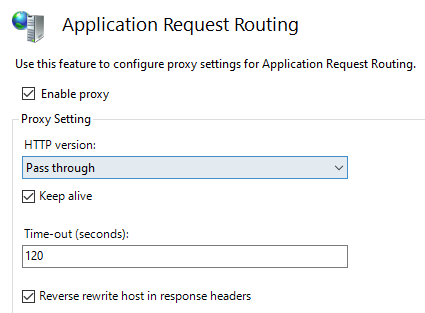 Application Request Routing
Use this feature to configure proxy settings for Application Request Routing.
Enable proxy
Proxy Setting
HTTP version:
Pass through
Keep alive
Time-out (seconds):
120
Reverse rewrite host in response headers